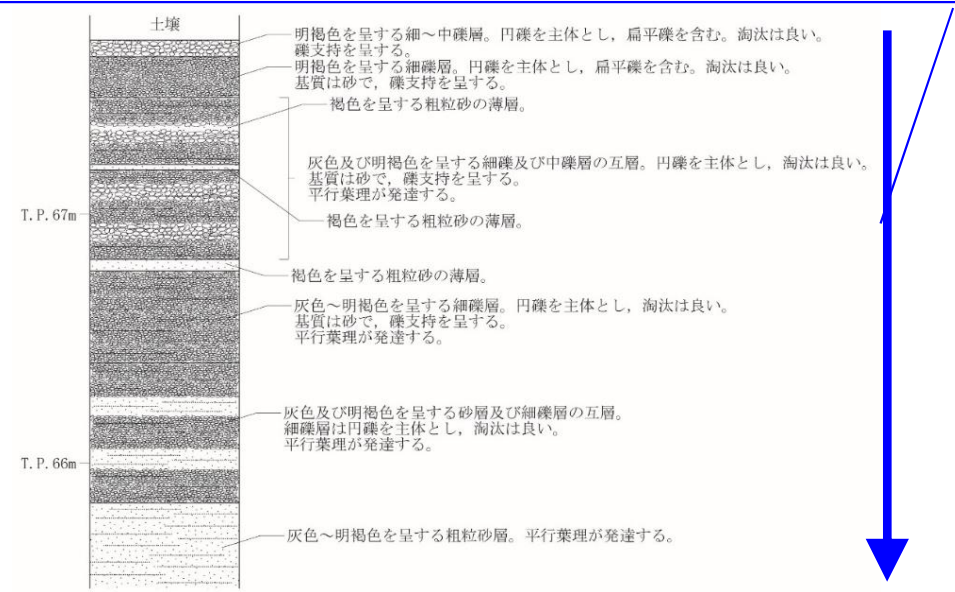 土壌
明褐色を呈する細～中礫層。円礫を主体とし，扁平礫を含む。淘汰は良い。
礫支持を呈する。
明褐色を呈する細礫層。円礫を主体とし，扁平礫を含む。淘汰は良い。
基質は砂で，礫支持を呈する。
褐色を呈する粗粒砂の薄層。
灰色及び明褐色を呈する細礫及び中礫層の互層。円礫を主体とし，淘汰は良い。
基質は砂で，礫支持を呈する。
平行葉理が発達する。
T.P.67m
褐色を呈する粗粒砂の薄層。
褐色を呈する粗粒砂の薄層。
灰色～明褐色を呈する細礫層。円礫を主体とし，淘汰は良い。
基質は砂で，礫支持を呈する。
平行葉理が発達する。
灰色及び明褐色を呈する砂層及び細礫層の互層。
細礫層は円礫を主体とし，淘汰は良い。
平行葉理が発達する。
T.P.66m
灰色～明褐色を呈する粗粒砂層。平行葉理が発達する。